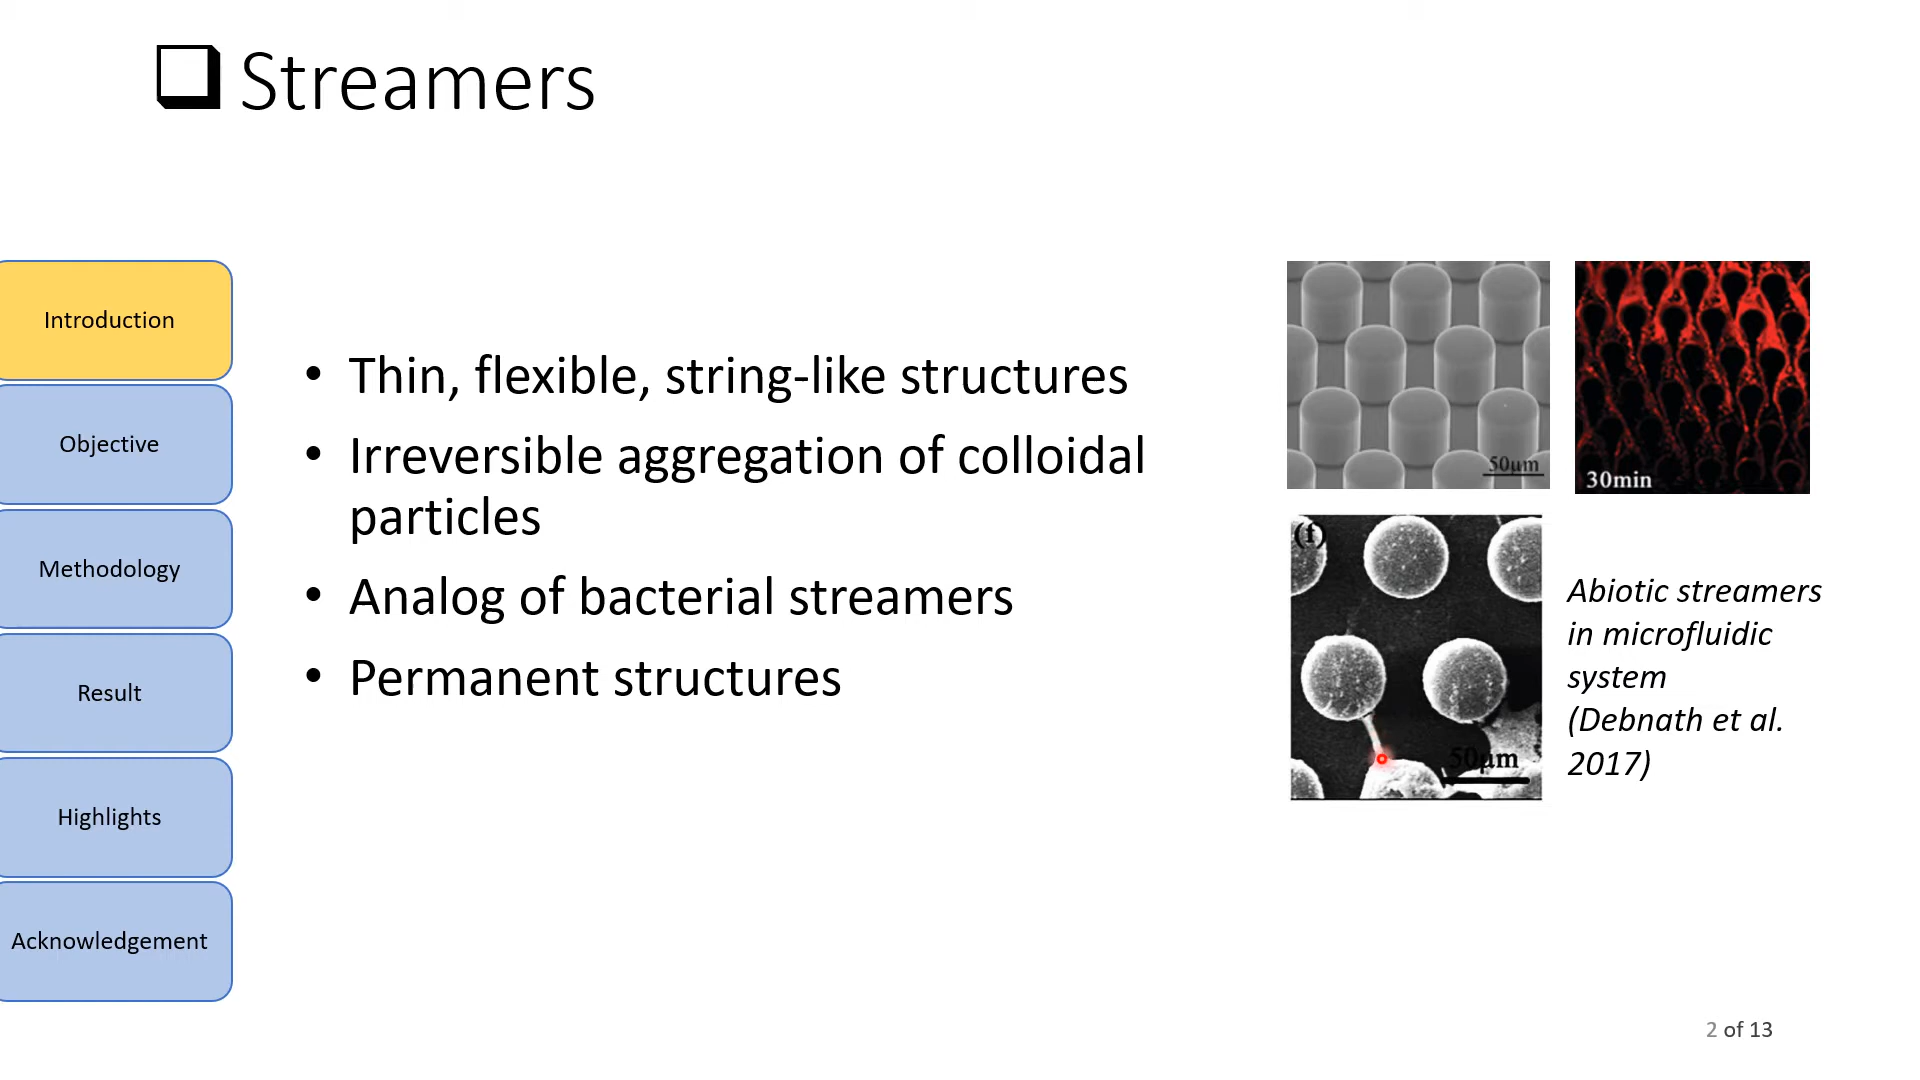 Streamers
Introduction
Objective
Methodology
Result
Highlights
Acknowledgement
• Thin, flexible, string-like structures
• Irreversible aggregation of colloidal
particles
• Analog of bacterial streamers
• Permanent structures
50μm
30min
(f)
50μm
Abiotic streamers
in microfluidic
system
(Debnath et al.
2017)
2 of 13